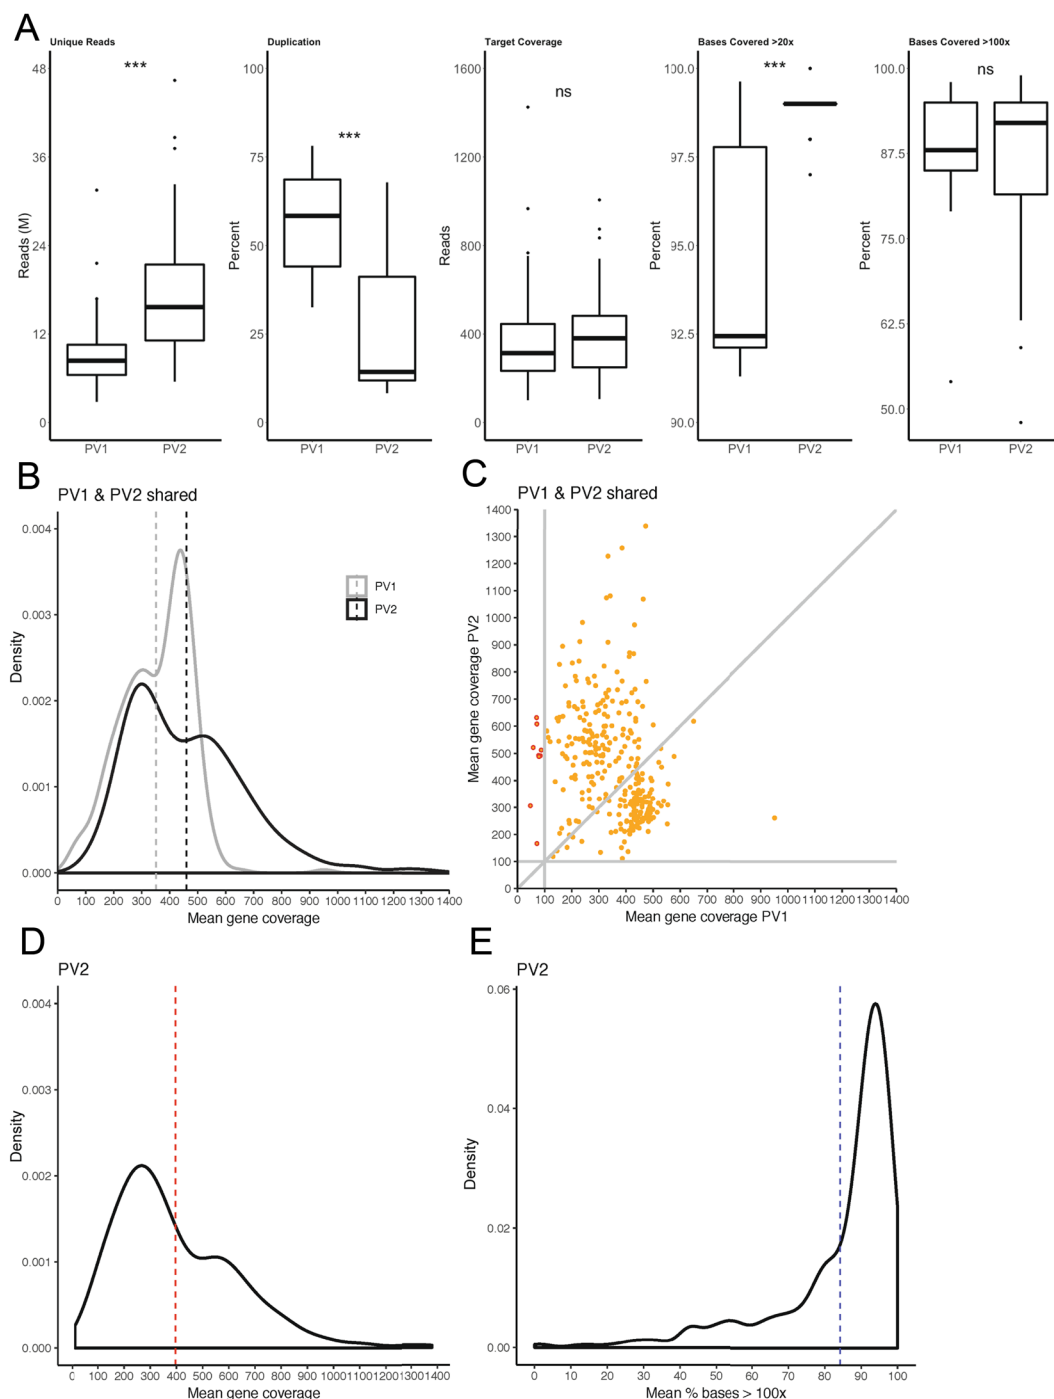 A
Unique Reads
Duplication
Target Coverage
Bases Covered >20x
Bases Covered >100x
***
***
ns
***
ns
48
36
24
12
0
Reads (M)
PV1 PV2
100
75
50
25
0
Percent
PV1 PV2
1600
1200
800
400
0
Reads
PV1 PV2
100.0
97.5
95.0
92.5
90.0
Percent
PV1 PV2
100.0
87.5
75.0
62.5
50.0
Percent
PV1 PV2
B
PV1 & PV2 shared
0.004
0.003
0.002
0.001
0.000
Density
PV1
PV2
0 100 200 300 400 500 600 700 800 900 1000 1100 1200 1300 1400
Mean gene coverage
C
PV1 & PV2 shared
1400
1300
1200
1100
1000
900
800
700
600
500
400
300
200
100
0
Mean gene coverage PV2
0 100 200 300 400 500 600 700 800 900 1000 1100 1200 1300 1400
Mean gene coverage PV1
D
PV2
0.004
0.003
0.002
0.001
0.000
Density
0 100 200 300 400 500 600 700 800 900 1000 1100 1200 1300 1400
Mean gene coverage
E
PV2
0.06
0.04
0.02
0.00
Density
0 10 20 30 40 50 60 70 80 90 100
Mean % bases > 100x